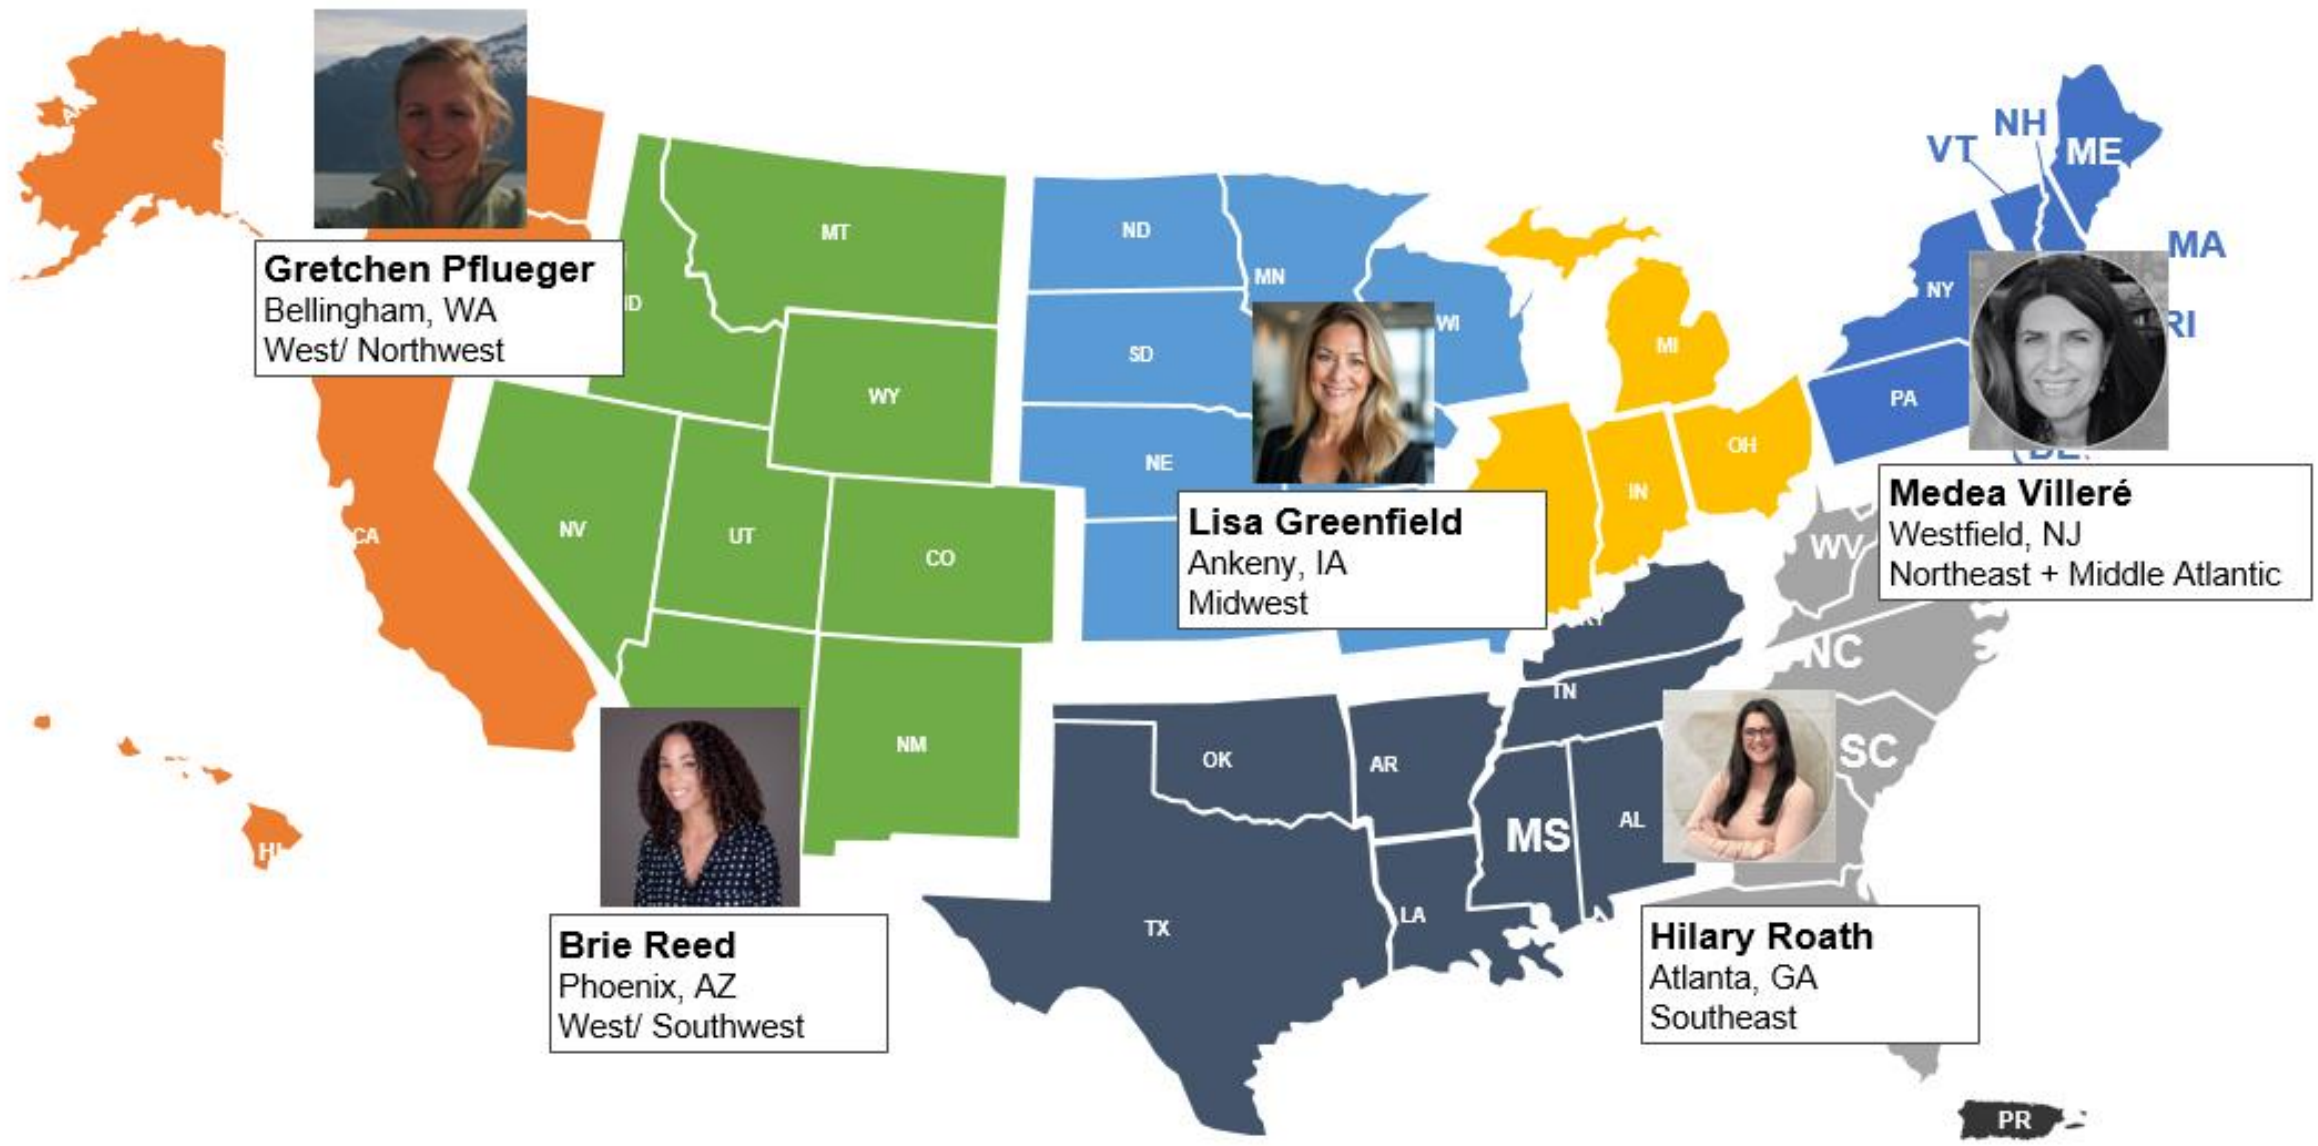 NH
VT
ME
MT
ND
MA
Gretchen Pflueger
Bellingham, WA
West/ Northwest
MN
NY
ID
WI
RI
SD
MI
WY
PA
OH
NE
IN
Medea Villeré
Westfield, NJ
Northeast + Middle Atlantic
Lisa Greenfield
Ankeny, IA
Midwest
NV
CA
UT
CO
WV
KY
NC
TN
NM
SC
OK
AR
AL
MS
HI
LA
TX
Brie Reed
Phoenix, AZ
West/ Southwest
Hilary Roath
Atlanta, GA
Southeast
PR